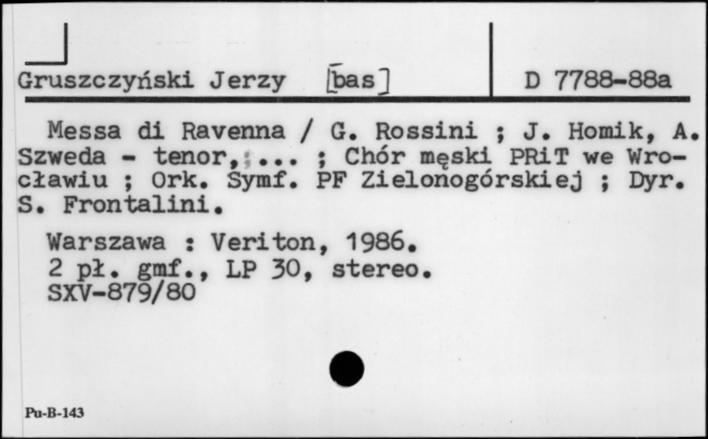 Gruszczyński Jerzy [bas] D 7788-88a
Messa di Ravenna / G. Rossini ; J. Homik, A.
Szweda - tenor, ... ; Chór męski PRiT we Wro-
cławiu ; Ork. Symf. PF Zielonogórskiej ; Dyr.
S. Frontalini.
Warszawa : Veriton, 1986.
2 pł. gmf., LP 30, stereo.
SXV-879/80
Pu-B-143